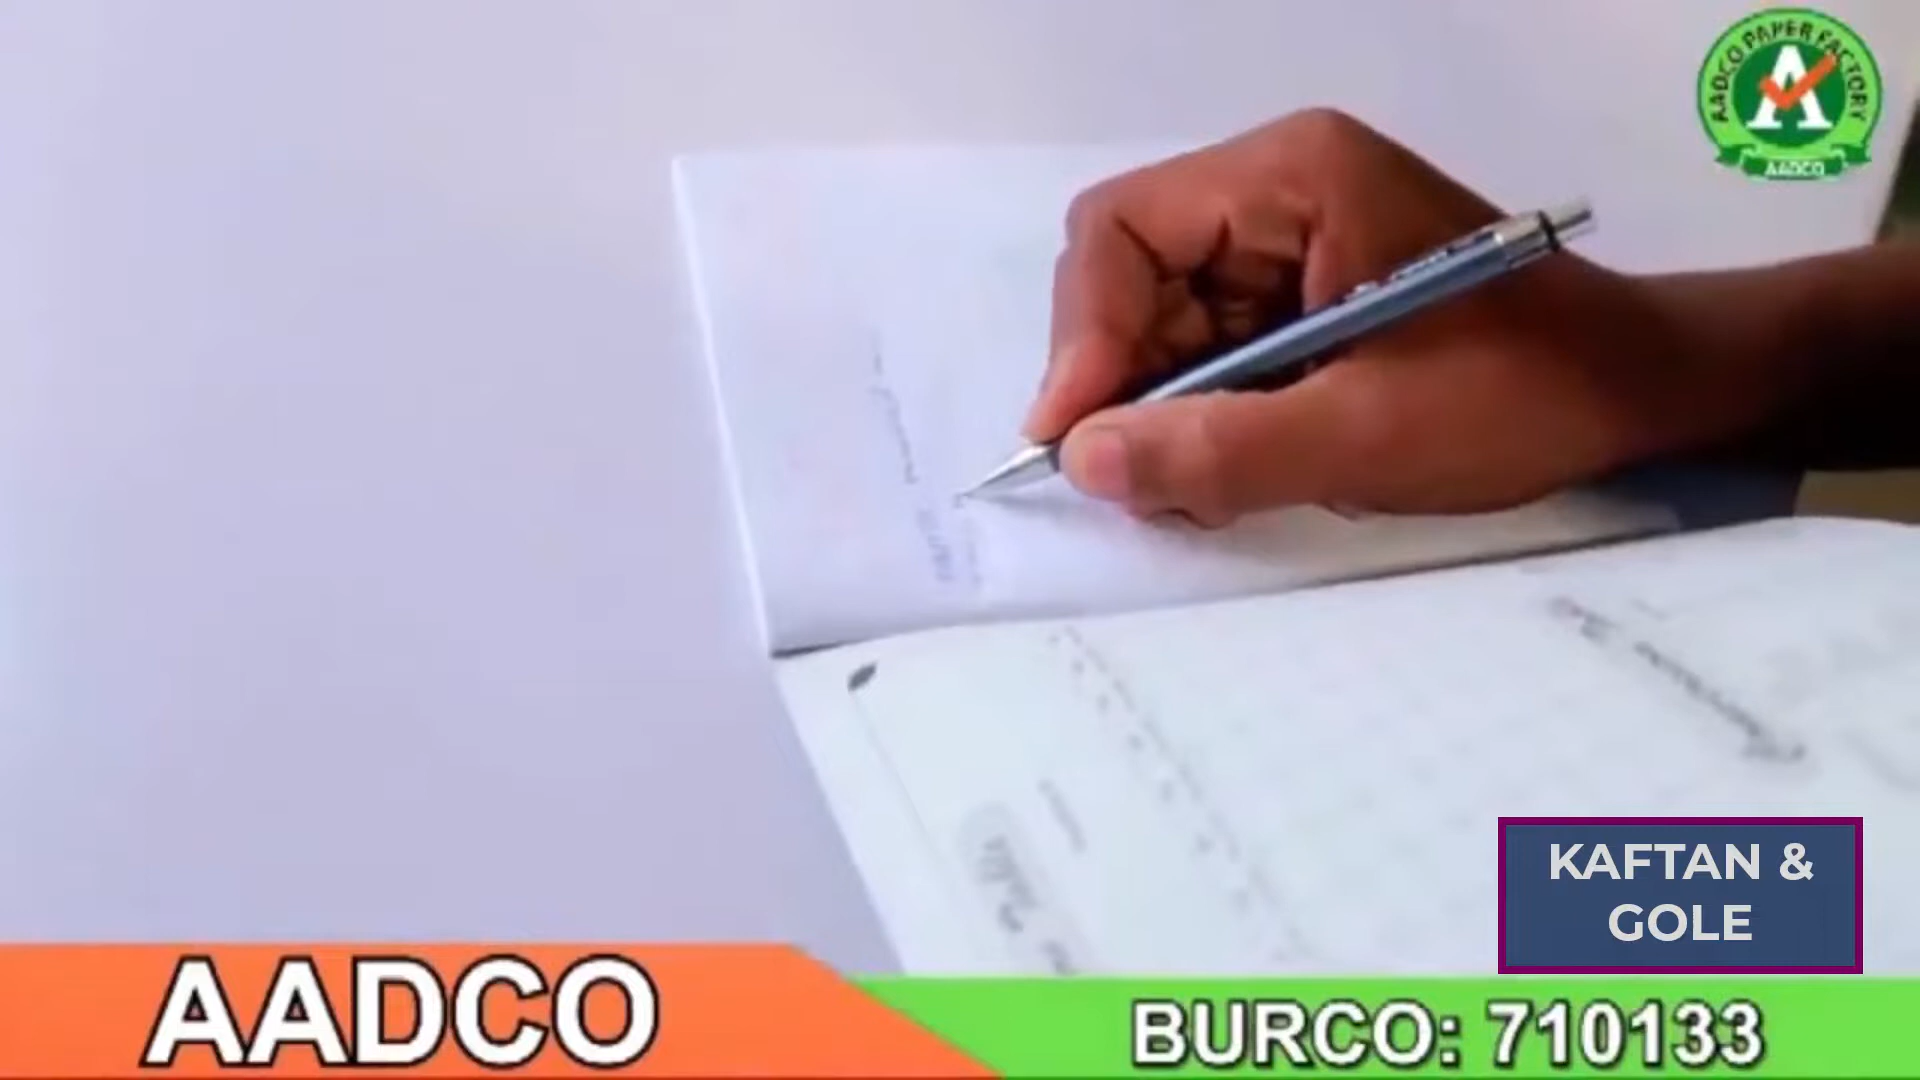 AADCO PAPER FACTORY
A
AADCO
KAFTAN &
GOLE
AADCO
BURCO: 710133